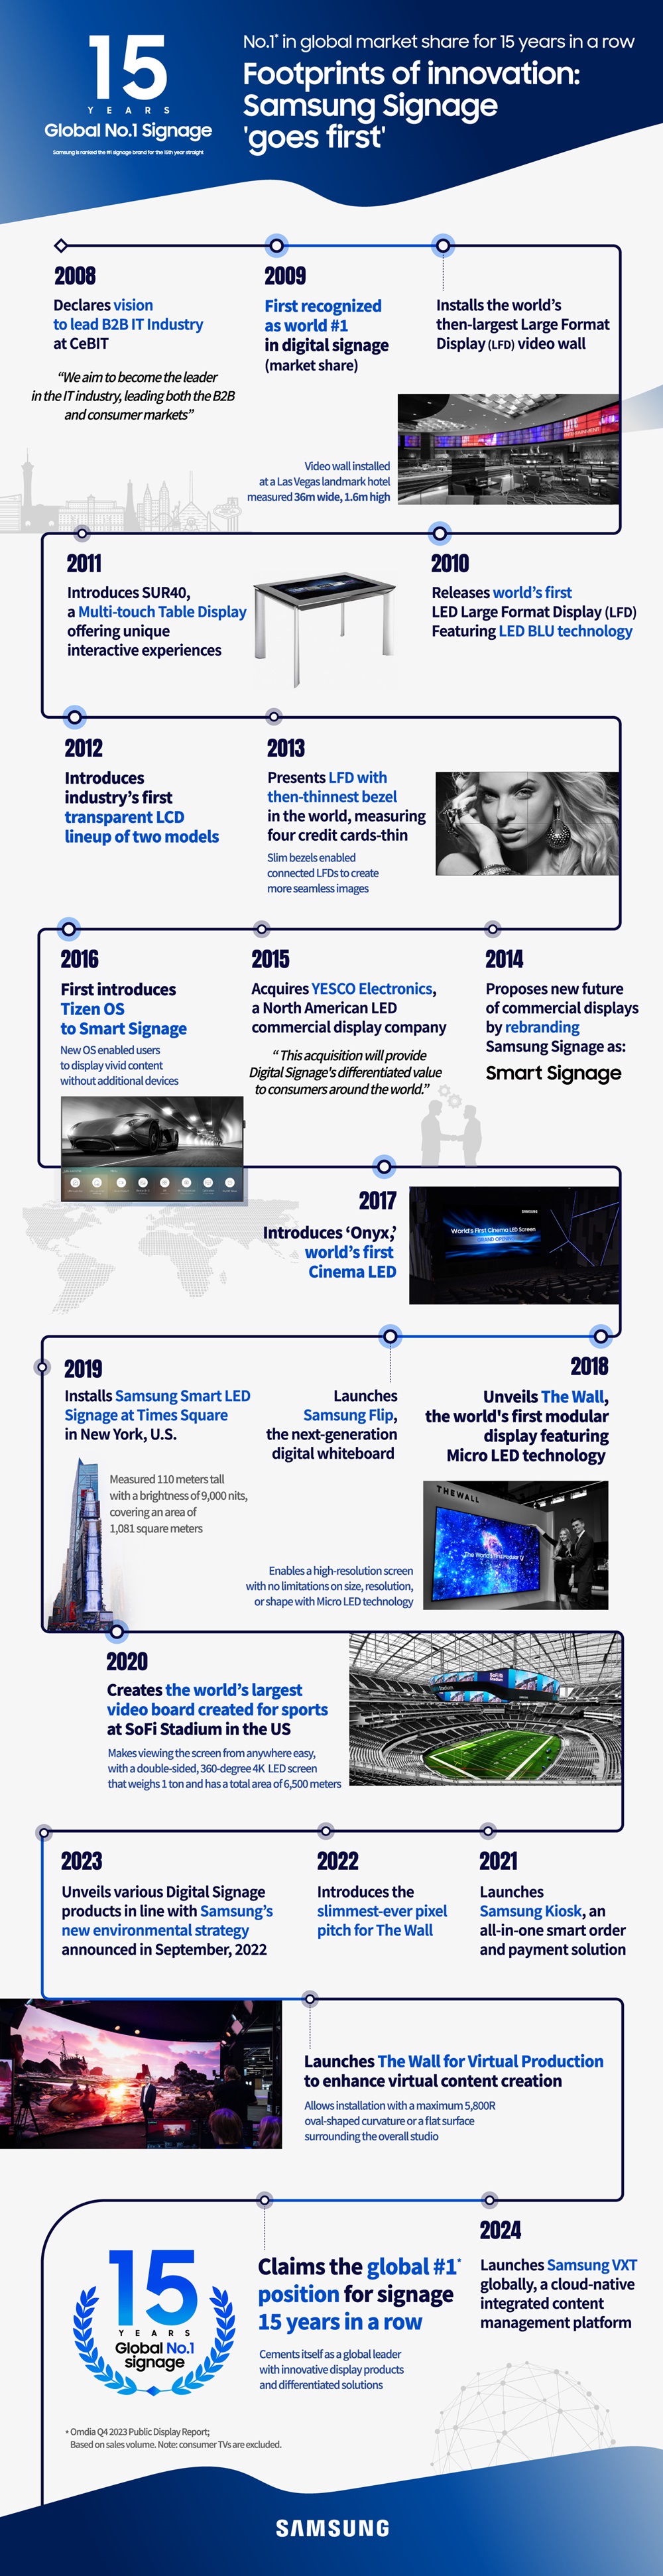 15
YEARS
Global No.1 Signage
Samsung is ranked the #1 signage brand for the 15th year straight
No.1* in global market share for 15 years in a row
Footprints of innovation:
Samsung Signage
'goes first'
2008
Declares vision
to lead B2B IT Industry
at CeBIT
“We aim to become the leader
in the IT industry, leading both the B2B
and consumer markets”
2009
First recognized
as world #1
in digital signage
(market share)
Installs the world’s
then-largest Large Format
Display (LFD) video wall
Video wall installed
at a Las Vegas landmark hotel
measured 36m wide, 1.6m high
2010
Releases world’s first
LED Large Format Display (LFD)
Featuring LED BLU technology
2011
Introduces SUR40,
a Multi-touch Table Display
offering unique
interactive experiences
2012
Introduces
industry’s first
transparent LCD
lineup of two models
2013
Presents LFD with
then-thinnest bezel
in the world, measuring
four credit cards-thin
Slim bezels enabled
connected LFDs to create
more seamless images
2014
Proposes new future
of commercial displays
by rebranding
Samsung Signage as:
Smart Signage
2015
Acquires YESCO Electronics,
a North American LED
commercial display company
“ This acquisition will provide
Digital Signage's differentiated value
to consumers around the world.”
2016
First introduces
Tizen OS
to Smart Signage
New OS enabled users
to display vivid content
without additional devices
2017
Introduces ‘Onyx,’
world’s first
Cinema LED
SAMSUNG
World's First Cinema LED Screen
GRAND OPENING
2018
Unveils The Wall,
the world's first modular
display featuring
Micro LED technology
THE WALL
Enables a high-resolution screen
with no limitations on size, resolution,
or shape with Micro LED technology
Launches
Samsung Flip,
the next-generation
digital whiteboard
2019
Installs Samsung Smart LED
Signage at Times Square
in New York, U.S.
Measured 110 meters tall
with a brightness of 9,000 nits,
covering an area of
1,081 square meters
2020
Creates the world’s largest
video board created for sports
at SoFi Stadium in the US
Makes viewing the screen from anywhere easy,
with a double-sided, 360-degree 4K LED screen
that weighs 1 ton and has a total area of 6,500 meters
SoFi Stadium
2021
Launches
Samsung Kiosk, an
all-in-one smart order
and payment solution
2022
Introduces the
slimmest-ever pixel
pitch for The Wall
2023
Unveils various Digital Signage
products in line with Samsung’s
new environmental strategy
announced in September, 2022
Launches The Wall for Virtual Production
to enhance virtual content creation
Allows installation with a maximum 5,800R
oval-shaped curvature or a flat surface
surrounding the overall studio
2024
Launches Samsung VXT
globally, a cloud-native
integrated content
management platform
Claims the global #1*
position for signage
15 years in a row
Cements itself as a global leader
with innovative display products
and differentiated solutions
15
YEARS
Global No.1
signage
* Omdia Q4 2023 Public Display Report;
Based on sales volume. Note: consumer TVs are excluded.
SAMSUNG